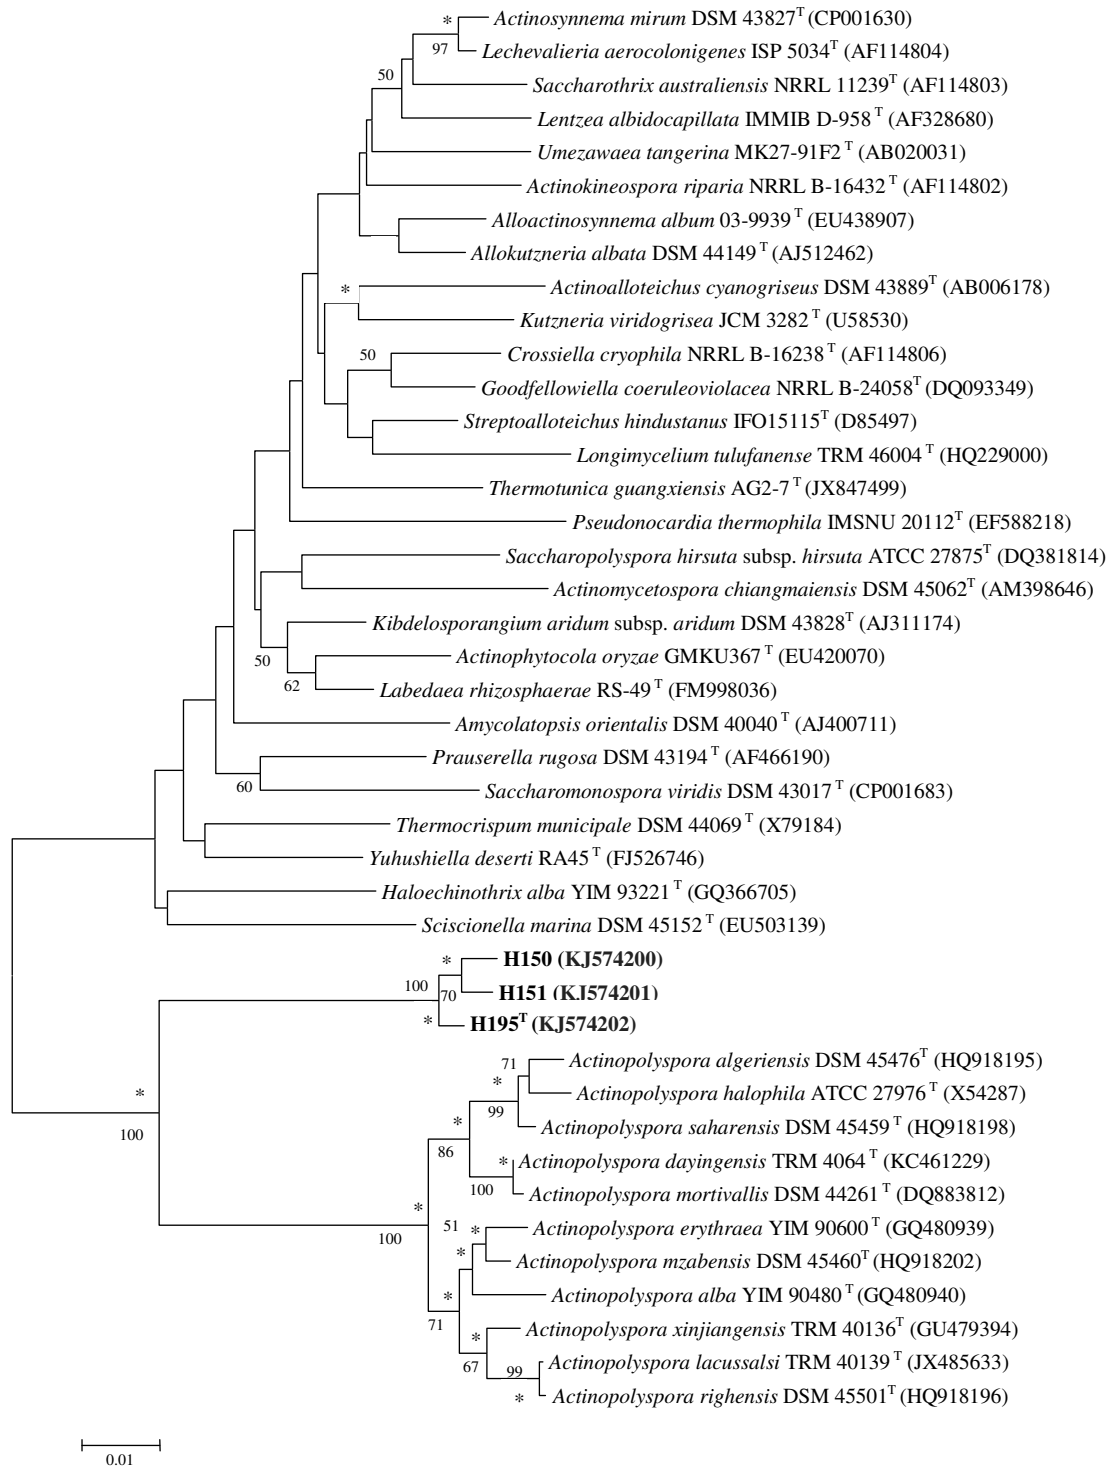 * Actinosynnema mirum DSM 43827T (CP001630)
97 Lechevalieria aerocolonigenes ISP 5034T (AF114804)
50 Saccharothrix australiensis NRRL 11239T (AF114803)
Lentzea albidocapillata IMMIB D-958 T (AF328680)
Umezawaea tangerina MK27-91F2 T (AB020031)
Actinokineospora riparia NRRL B-16432 T (AF114802)
Alloactinosynnema album 03-9939 T (EU438907)
Allokutzneria albata DSM 44149 T (AJ512462)
* Actinoalloteichus cyanogriseus DSM 43889T (AB006178)
Kutzneria viridogrisea JCM 3282 T (U58530)
50 Crossiella cryophila NRRL B-16238 T (AF114806)
Goodfellowiella coeruleoviolacea NRRL B-24058T (DQ093349)
Streptoalloteichus hindustanus IFO15115T (D85497)
Longimycelium tulufanense TRM 46004 T (HQ229000)
Thermotunica guangxiensis AG2-7 T (JX847499)
Pseudonocardia thermophila IMSNU 20112T (EF588218)
Saccharopolyspora hirsuta subsp. hirsuta ATCC 27875T (DQ381814)
Actinomycetospora chiangmaiensis DSM 45062T (AM398646)
Kibdelosporangium aridum subsp. aridum DSM 43828T (AJ311174)
50 Actinophytocola oryzae GMKU367 T (EU420070)
62 Labedaea rhizosphaerae RS-49 T (FM998036)
Amycolatopsis orientalis DSM 40040 T (AJ400711)
Prauserella rugosa DSM 43194 T (AF466190)
60 Saccharomonospora viridis DSM 43017 T (CP001683)
Thermocrispum municipale DSM 44069 T (X79184)
Yuhushiella deserti RA45 T (FJ526746)
Haloechinothrix alba YIM 93221 T (GQ366705)
Sciscionella marina DSM 45152 T (EU503139)
* H150 (KJ574200)
100 70 H151 (KJ574201)
* H195T (KJ574202)
71 Actinopolyspora algeriensis DSM 45476T (HQ918195)
* * Actinopolyspora halophila ATCC 27976 T (X54287)
99 * Actinopolyspora saharensis DSM 45459 T (HQ918198)
100 86 * Actinopolyspora dayingensis TRM 4064 T (KC461229)
100 Actinopolyspora mortivallis DSM 44261 T (DQ883812)
* 51 * Actinopolyspora erythraea YIM 90600 T (GQ480939)
100 * Actinopolyspora mzabensis DSM 45460T (HQ918202)
* Actinopolyspora alba YIM 90480 T (GQ480940)
71 * Actinopolyspora xinjiangensis TRM 40136T (GU479394)
67 99 Actinopolyspora lacussalsi TRM 40139 T (JX485633)
* Actinopolyspora righensis DSM 45501T (HQ918196)
0.01